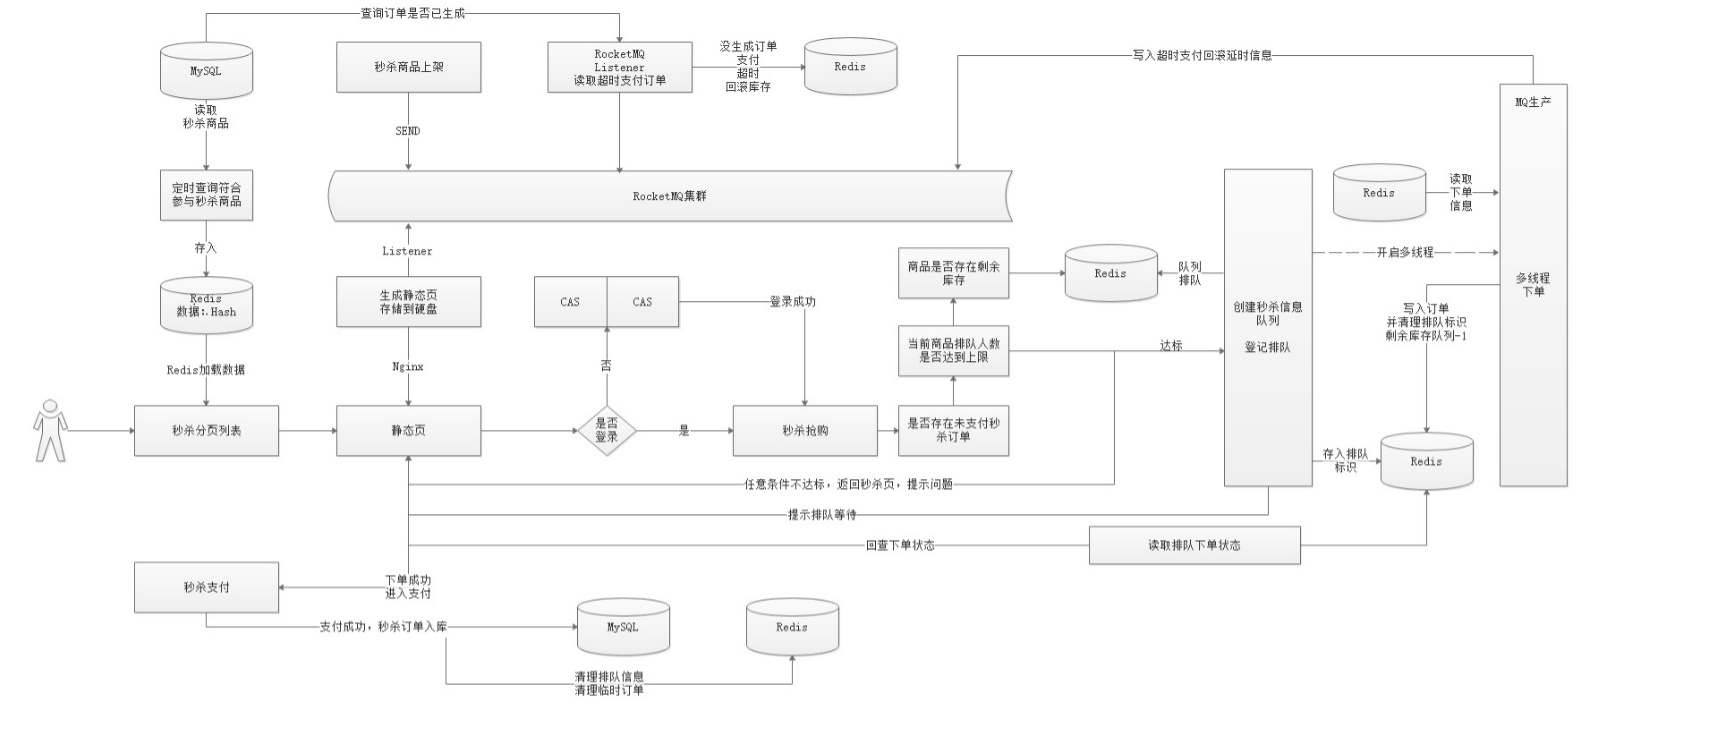 查询订单是否已生成
MySQL
秒杀商品上架
RocketMQ
Listener
读取超时支付订单
没生成订单
支付
超时
回滚库存
Redis
写入超时支付回滚延时信息
MQ生产
读取
秒杀商品
SEND
定时查询符合
参与秒杀商品
RocketMQ集群
Redis
读取
下单
信息
存入
Listener
商品是否存在剩余
库存
Redis
队列
排队
开启多线程
多线程
下单
Redis
数据:.Hash
生成静态页
存储到硬盘
CAS
CAS
登录成功
创建秒杀信息
队列
登记排队
写入订单
并清理排队标识
剩余库存队列-1
当前商品排队人数
是否达到上限
达标
Redis加载数据
Nginx
否
秒杀分页列表
静态页
是否
登录
是
秒杀抢购
是否存在未支付秒
杀订单
存入排队
标识
Redis
任意条件不达标，返回秒杀页，提示问题
提示排队等待
回查下单状态
读取排队下单状态
秒杀支付
下单成功
进入支付
支付成功，秒杀订单入库
MySQL
Redis
清理排队信息
清理临时订单